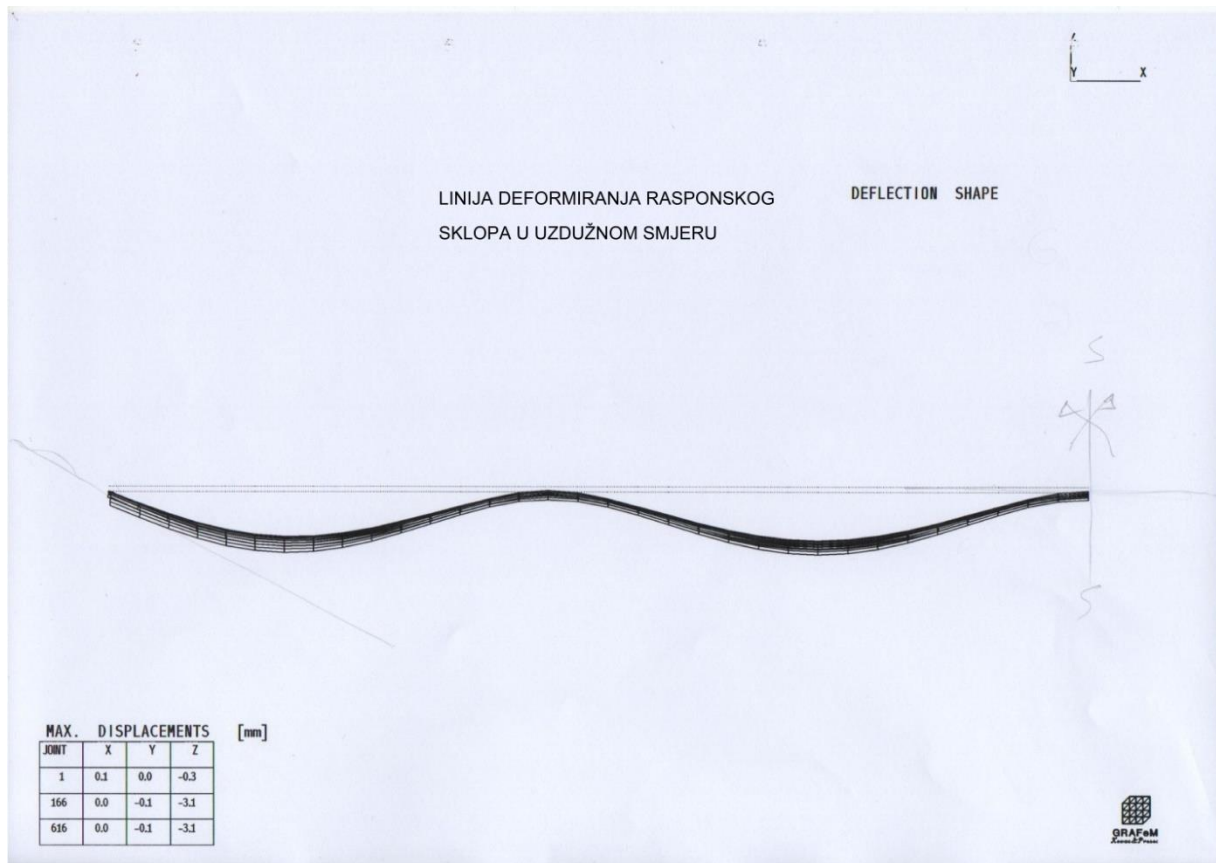 Y X
LINIJA DEFORMIRANJA RASPONSKOG
SKLOPA U UZDUŽNOM SMJERU
DEFLECTION SHAPE
S
S
MAX. DISPLACEMENTS [mm]
JOINT X Y Z
1 0.1 0.0 -0.3
166 0.0 -0.1 -3.1
616 0.0 -0.1 -3.1
GRAFeM